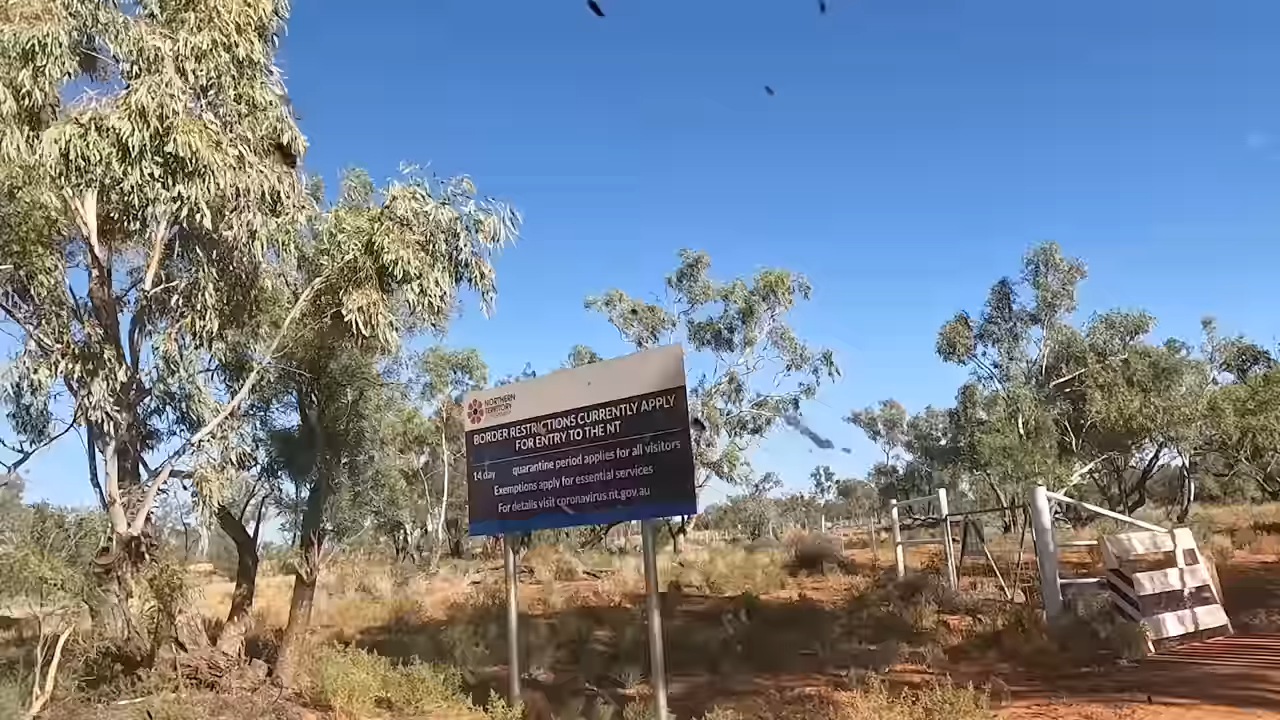 NORTHERN
TERRITORY
BORDER RESTRICTIONS CURRENTLY APPLY
FOR ENTRY TO THE NT
14 day quarantine period applies for all visitors
Exemptions apply for essential services
For details visit coronavirus.nt.gov.au